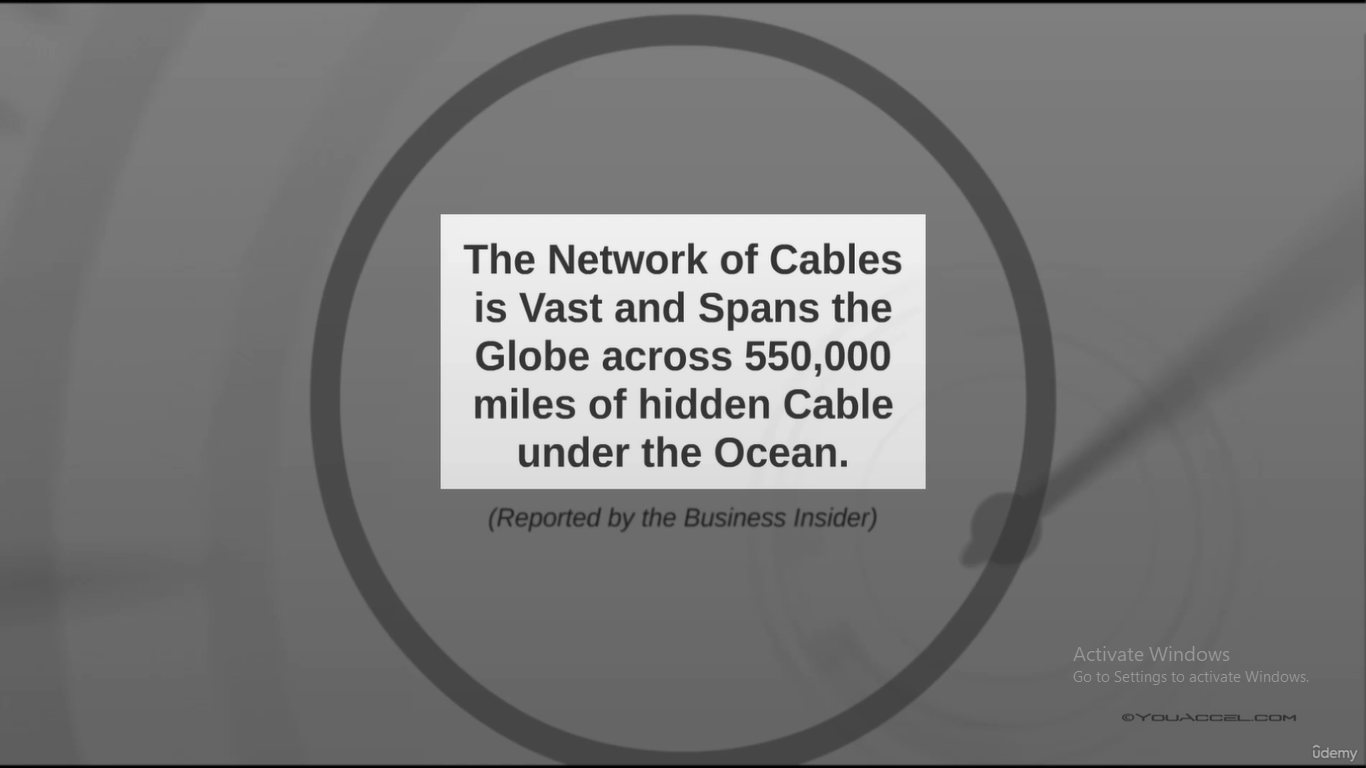 The Network of Cables
is Vast and Spans the
Globe across 550,000
miles of hidden Cable
under the Ocean.
(Reported by the Business Insider)
Activate Windows
Go to Settings to activate Windows.
©YouAccel.com
ûdemy